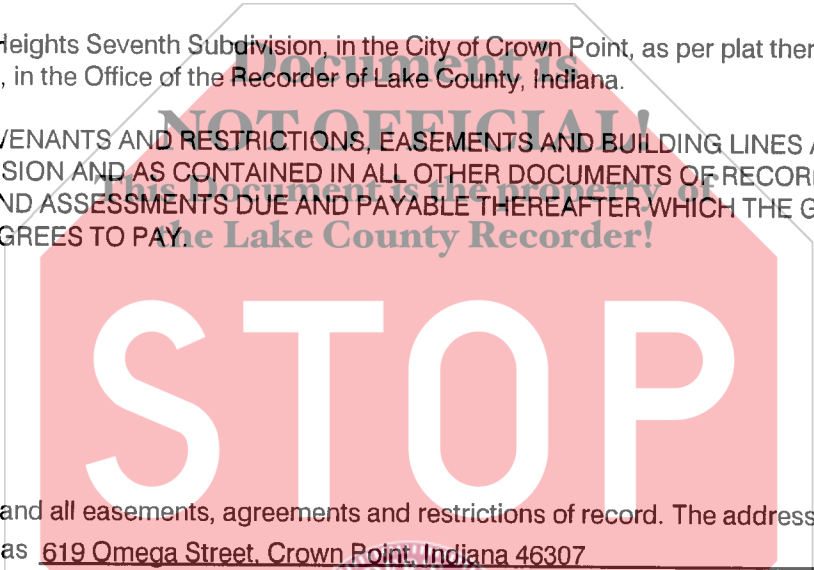 Heights Seventh Subdivision, in the City of Crown Point, as per plat ther
, in the Office of the Recorder of Lake County, Indiana.
Document is
NOT OFFICIAL!
This Document is the property of
the Lake County Recorder!
VENANTS AND RESTRICTIONS, EASEMENTS AND BUILDING LINES A
SION AND AS CONTAINED IN ALL OTHER DOCUMENTS OF RECOR
ND ASSESSMENTS DUE AND PAYABLE THEREAFTER WHICH THE G
GREES TO PAY.
STOP
and all easements, agreements and restrictions of record. The address
as 619 Omega Street, Crown Point, Indiana 46307